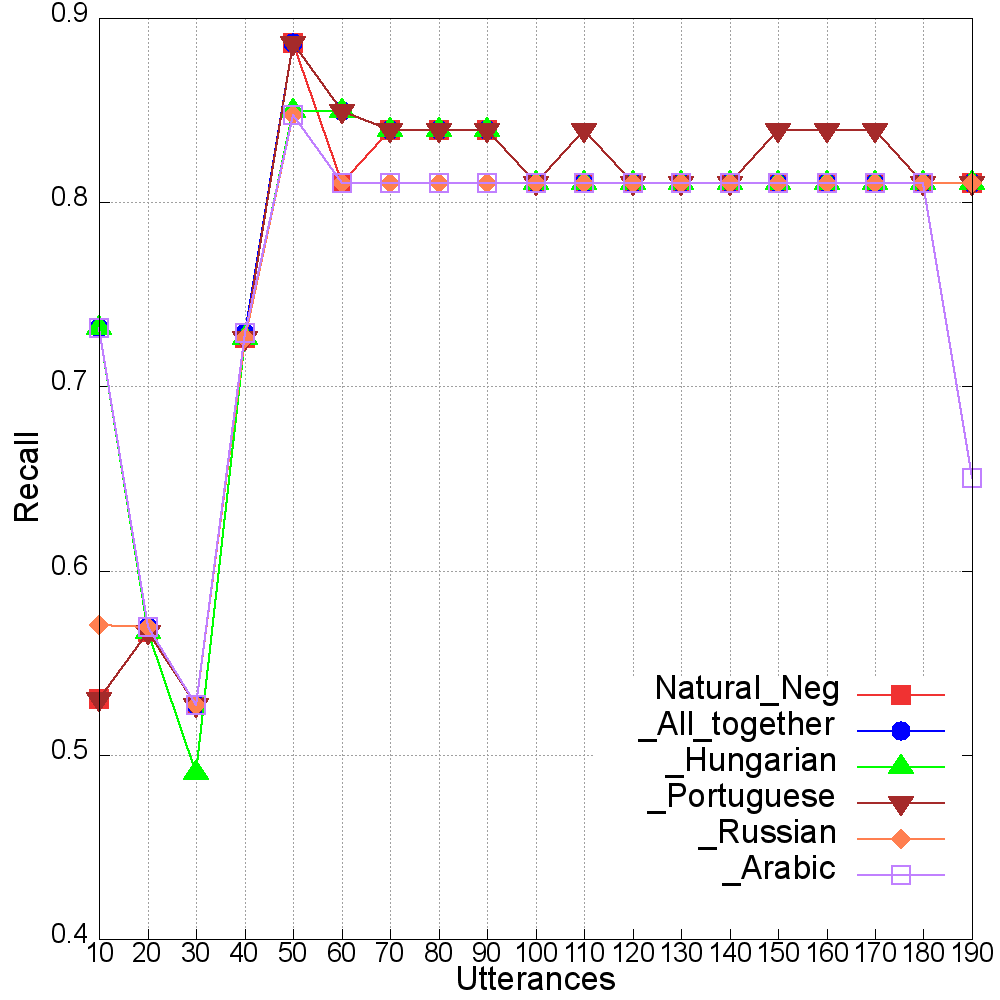 0.9
0.8
0.7
0.6
0.5
0.4
Recall
Natural_Neg
_All_together
_Hungarian
_Portuguese
_Russian
_Arabic
10 20 30 40 50 60 70 80 90 100 110 120 130 140 150 160 170 180 190
Utterances